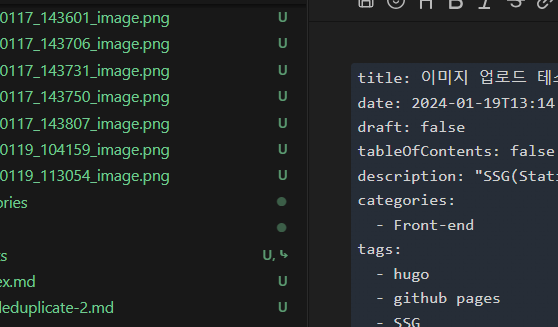 0117_143601_image.png U
0117_143706_image.png U
0117_143731_image.png U
0117_143750_image.png U
0117_143807_image.png U
0119_104159_image.png U
0119_113054_image.png U
ories
s U,
ex.md U
leduplicate-2.md U
H B I S
title: 이미지 업로드 테
date: 2024-01-19T13:14
draft: false
tableOfContents: false
description: "SSG(Stati
categories:
- Front-end
tags:
- hugo
- github pages
- SSG